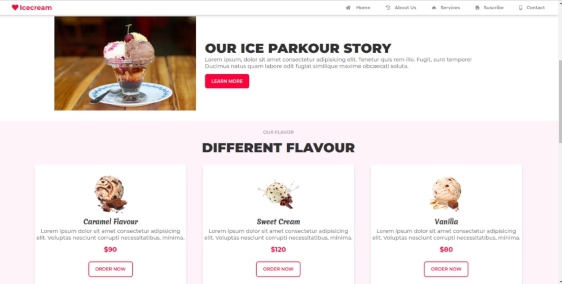 Icecream
Home
About Us
Services
Suscribe
Contact
OUR ICE PARKOUR STORY
Lorem ipsum, dolor sit amet consectetur adipisicing elit. Tenetur quis rem illo. Fugit, sunt tempore!
Ducimus natus quam labore odit fugiat similique maxime obcaecati soluta.
LEARN MORE
OUR FLAVOR
DIFFERENT FLAVOUR
Caramel Flavour
Lorem ipsum dolor sit amet consectetur adipisicing
elit. Voluptas nesciunt corrupti necessitatibus, minima.
$90
ORDER NOW
Sweet Cream
Lorem ipsum dolor sit amet consectetur adipisicing
elit. Voluptas nesciunt corrupti necessitatibus, minima.
$120
ORDER NOW
Vanilla
Lorem ipsum dolor sit amet consectetur adipisicing
elit. Voluptas nesciunt corrupti necessitatibus, minima.
$80
ORDER NOW